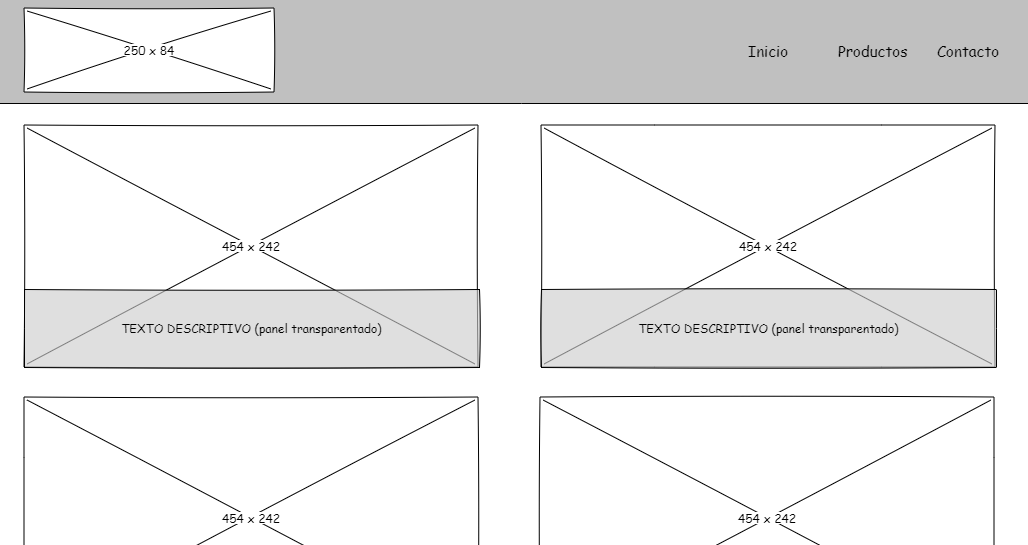 250 x 84
Inicio
Productos
Contacto
454 x 242
454 x 242
TEXTO DESCRIPTIVO (panel transparentado)
TEXTO DESCRIPTIVO (panel transparentado)
454 x 242
454 x 242